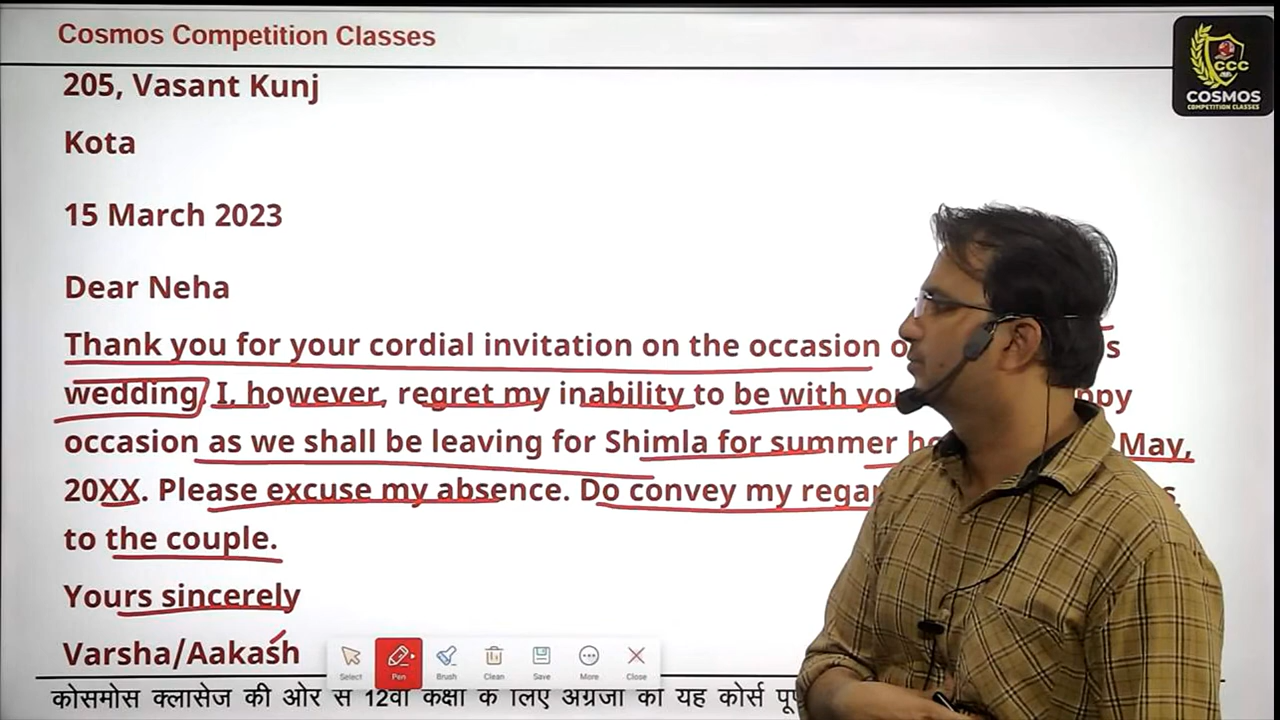 Cosmos Competition Classes
CCC
COSMOS
COMPETITION CLASSES
205, Vasant Kunj
Kota
15 March 2023
Dear Neha
Thank you for your cordial invitation on the occasion
wedding. I, however, regret my inability to be with
occasion as we shall be leaving for Shimla for summer May,
20XX. Please excuse my absence. Do convey my
to the couple.
Yours sincerely
Varsha/Aakash
Select Pen Brush Clean Save More Close
कोसमोस क्लासेज की ओर से 12वीं कक्षा के लिए अंग्रेजी का यह कोर्स